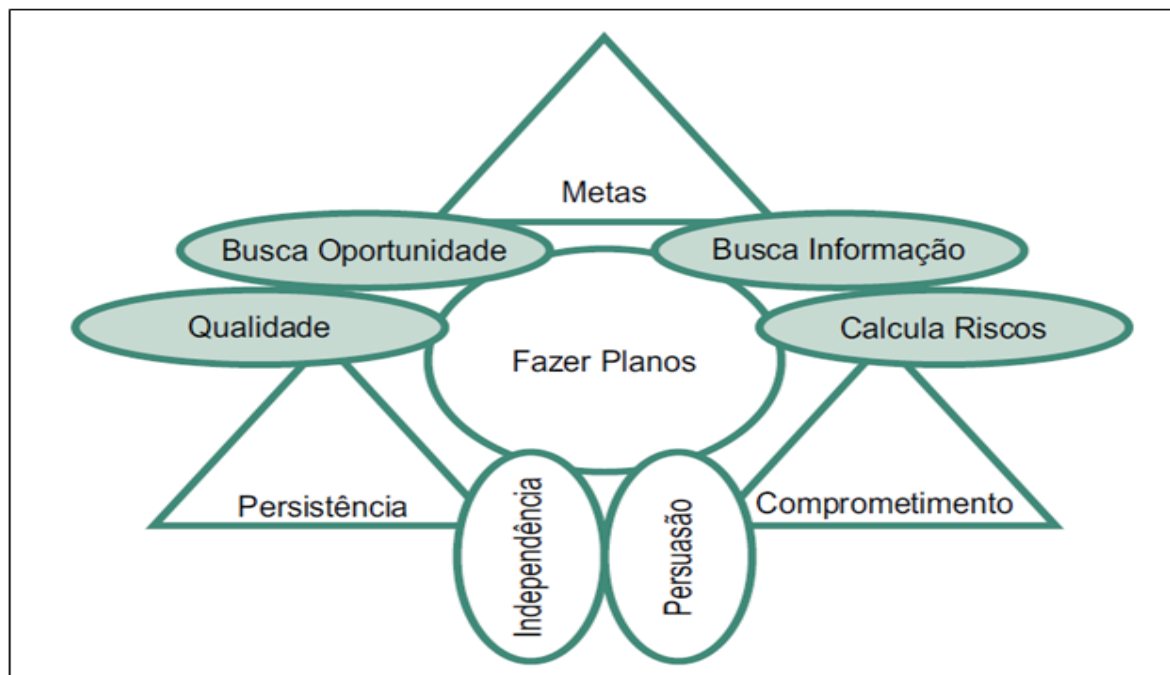 Metas
Busca Oportunidade
Busca Informação
Qualidade
Calcula Riscos
Fazer Planos
Persistência
Comprometimento
Independência
Persuasão